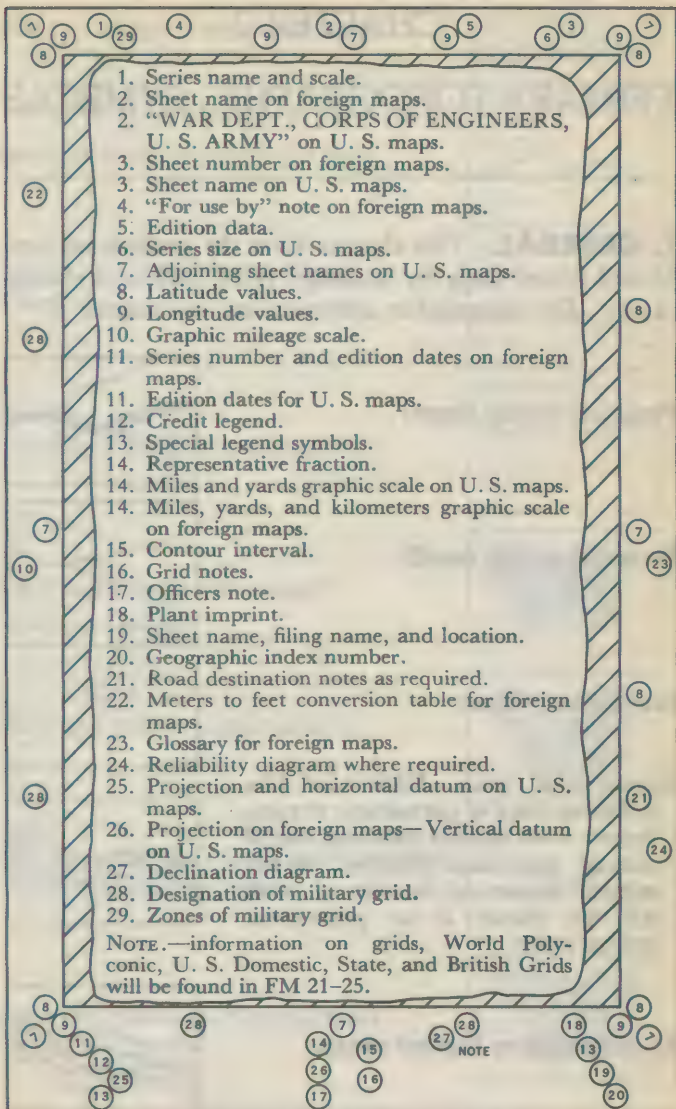 7 9 1 29 4 9 2 7 9 5 6 3 9 7
8 8
1. Series name and scale.
2. Sheet name on foreign maps.
2. “WAR DEPT., CORPS OF ENGINEERS,
U. S. ARMY” on U. S. maps.
3. Sheet number on foreign maps.
3. Sheet name on U. S. maps.
4. “For use by” note on foreign maps.
22
5. Edition data.
6. Series size on U. S. maps.
7. Adjoining sheet names on U. S. maps.
8. Latitude values.
9. Longitude values.
8
10. Graphic mileage scale.
28
11. Series number and edition dates on foreign
maps.
11. Edition dates for U. S. maps.
12. Credit legend.
13. Special legend symbols.
14. Representative fraction.
14. Miles and yards graphic scale on U. S. maps.
14. Miles, yards, and kilometers graphic scale
on foreign maps.
7 7
15. Contour interval.
10 23
16. Grid notes.
17. Officers note.
18. Plant imprint.
19. Sheet name, filing name, and location.
20. Geographic index number.
21. Road destination notes as required.
22. Meters to feet conversion table for foreign
maps.
8
23. Glossary for foreign maps.
24. Reliability diagram where required.
25. Projection and horizontal datum on U. S.
maps.
28 21
26. Projection on foreign maps—Vertical datum
on U. S. maps.
24
27. Declination diagram.
28. Designation of military grid.
29. Zones of military grid.
NOTE.—information on grids, World Poly-
conic, U. S. Domestic, State, and British Grids
will be found in FM 21-25.
8 8
7 9 28 7 27 28 18 9 7
11 14 15 NOTE 13
12 25 26 16 19
13 17 20